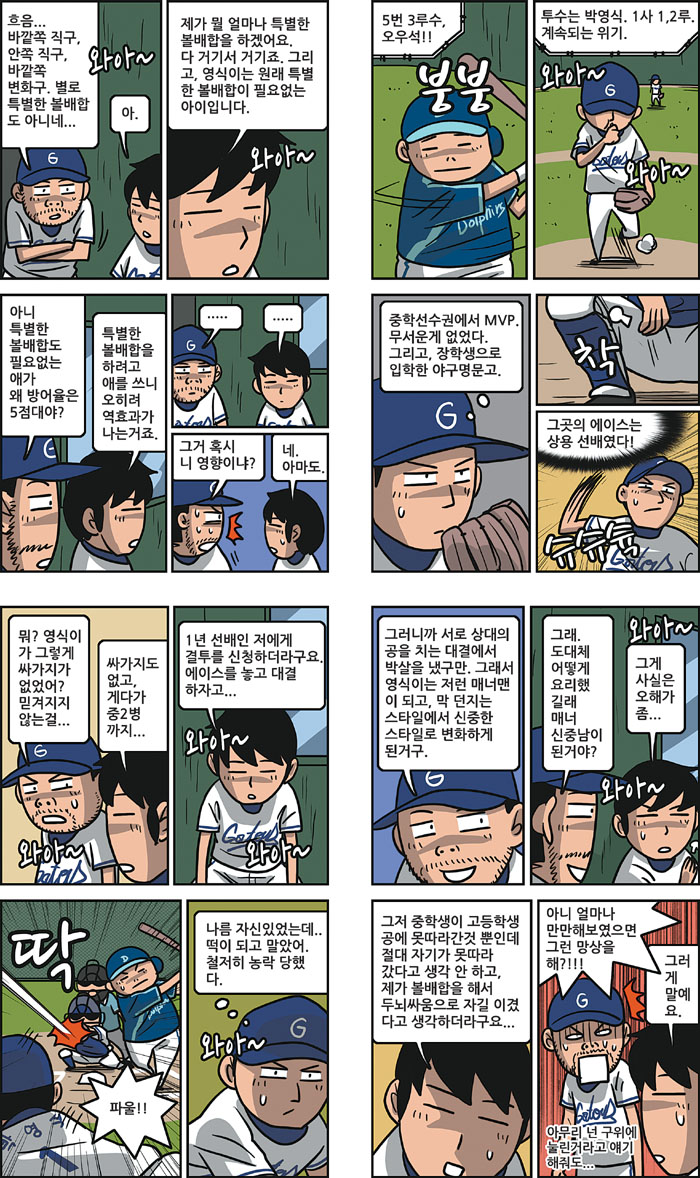 흐음...
바깥쪽 직구,
안쪽 직구,
바깥쪽
변화구. 별로
특별한 볼배합
도 아니네...
와아~
아.
G
제가 뭘 얼마나 특별한
볼배합을 하겠어요.
다 거기서 거기죠. 그리
고, 영식이는 원래 특별
한 볼배합이 필요없는
아이입니다.
와아~
아니
특별한
볼배합도
필요없는
애가
왜 방어율은
5점대야?
특별한
볼배합을
하려고
애를 쓰니
오히려
역효과가
나는거죠.
.....
.....
G
그거 혹시
니 영향이냐?
네.
아마도.
5번 3루수,
오우석!!
붕붕
Dolphins
투수는 박영식. 1사 1,2루.
계속되는 위기.
와아~
G
와아~
Gators
중학선수권에서 MVP.
무서운게 없었다.
그리고, 장학생으로
입학한 야구명문고.
G
착
그곳의 에이스는
상용 선배였다!
슈슈슉
Gators
뭐? 영식이
가 그렇게
싸가지가
없었어?
믿겨지지
않는걸...
싸가지도
없고,
게다가
중2병
까지...
G
와아~
Gators
1년 선배인 저에게
결투를 신청하더라구요.
에이스를 놓고 대결
하자고...
와아~
Gators
와아~
딱
D
파울!!
나름 자신있었는데..
떡이 되고 말았어.
철저히 농락 당했
다.
와아~
G
그러니까 서로 상대의
공을 치는 대결에서
박살을 냈구만. 그래서
영식이는 저런 매너맨
이 되고, 막 던지는
스타일에서 신중한
스타일로 변화하게
된거구.
G
그래.
도대체
어떻게
요리했
길래
매너
신중남이
된거야?
와아~
그게
사실은
오해가
좀...
와아~
그저 중학생이 고등학생
공에 못따라간것 뿐인데
절대 자기가 못따라
갔다고 생각 안 하고,
제가 볼배합을 해서
두뇌싸움으로 자길 이겼
다고 생각하더라구요...
아니 얼마나
만만해보였으면
그런 망상을
해?!!!
그러
게
말예
요.
G
Gators
아무리 넌 구위에
눌린거라고 얘기
해줘도...